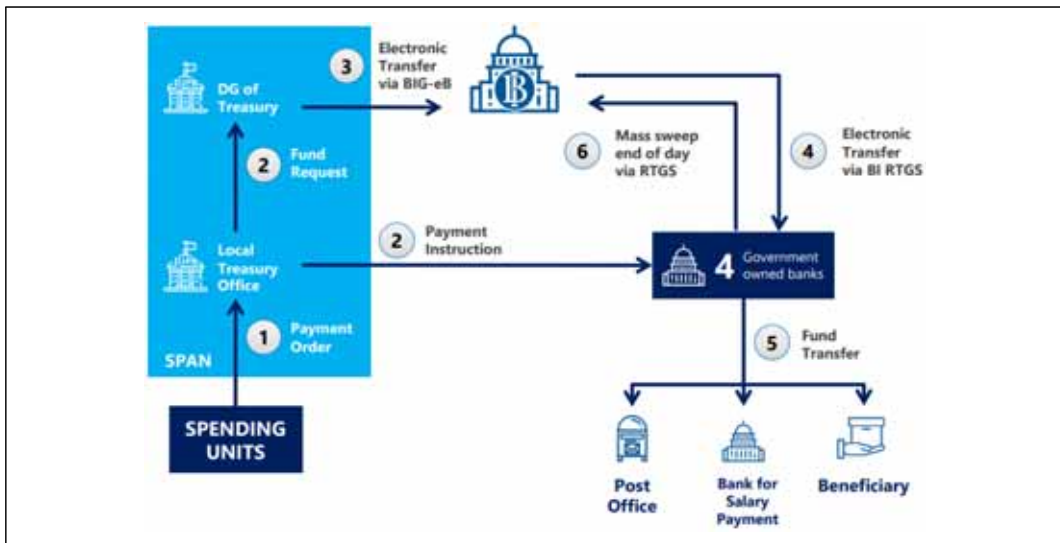 DG of
Treasury
3
Electronic
Transfer
via BIG-eB
2
Fund
Request
6
Mass sweep
end of day
via RTGS
4
Electronic
Transfer
via BI RTGS
Local
Treasury
Office
2
Payment
Instruction
4
Government
owned banks
1
Payment
Order
SPAN
5
Fund
Transfer
SPENDING
UNITS
Post
Office
Bank for
Salary
Payment
Beneficiary